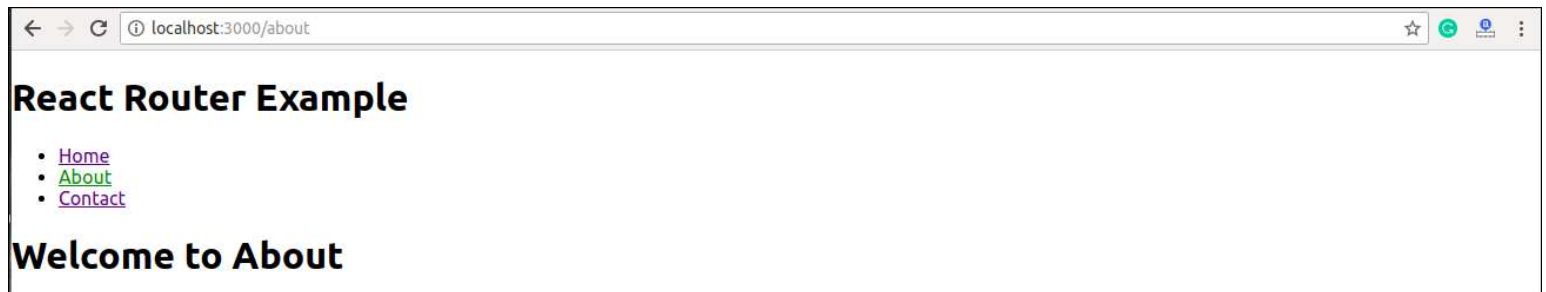 localhost:3000/about
React Router Example
Home
About
Contact
Welcome to About